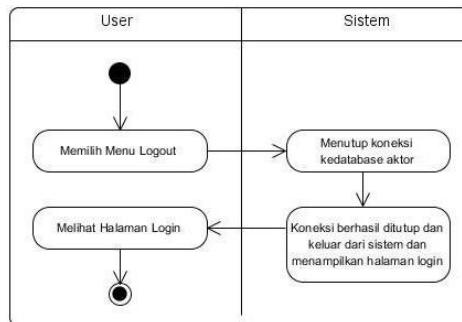 User
Sistem
Memilih Menu Logout
Menutup koneksi
kedatabase aktor
Melihat Halaman Login
Koneksi berhasil ditutup dan
keluar dari sistem dan
menampilkan halaman login